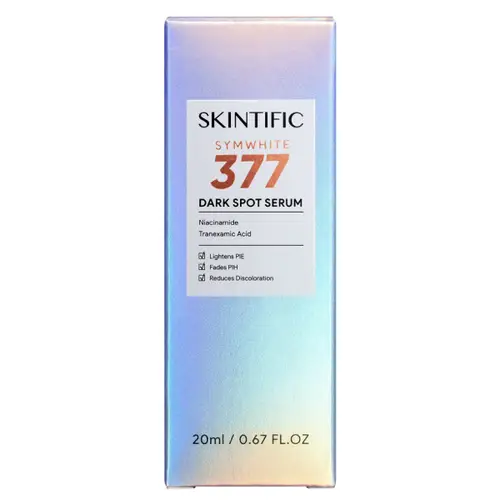 SKINTIFIC
SYMWHITE
377
DARK SPOT SERUM
Niacinamide
Tranexamic Acid
☑ Lightens PIE
☑ Fades PIH
☑ Reduces Discoloration
20ml / 0.67 FL.OZ